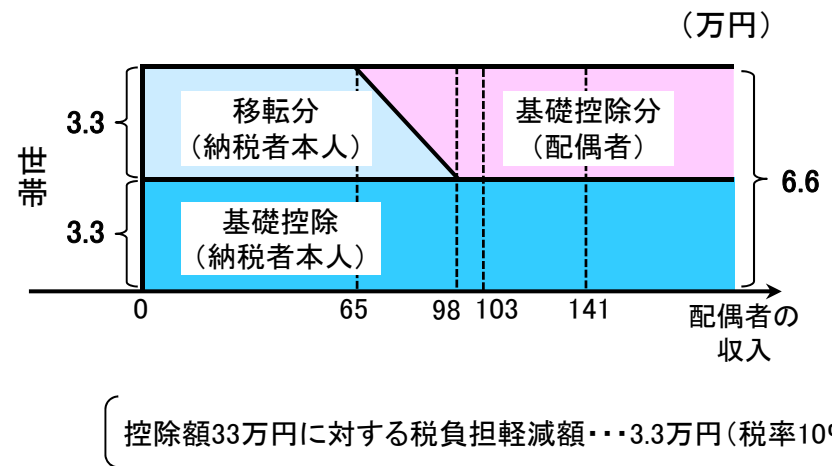 （万円）
移転分
（納税者本人）
基礎控除分
（配偶者）
3.3
世帯
6.6
3.3
基礎控除
（納税者本人）
0
65
98
103
141
配偶者の
収入
控除額33万円に対する税負担軽減額・・・3.3万円（税率10%